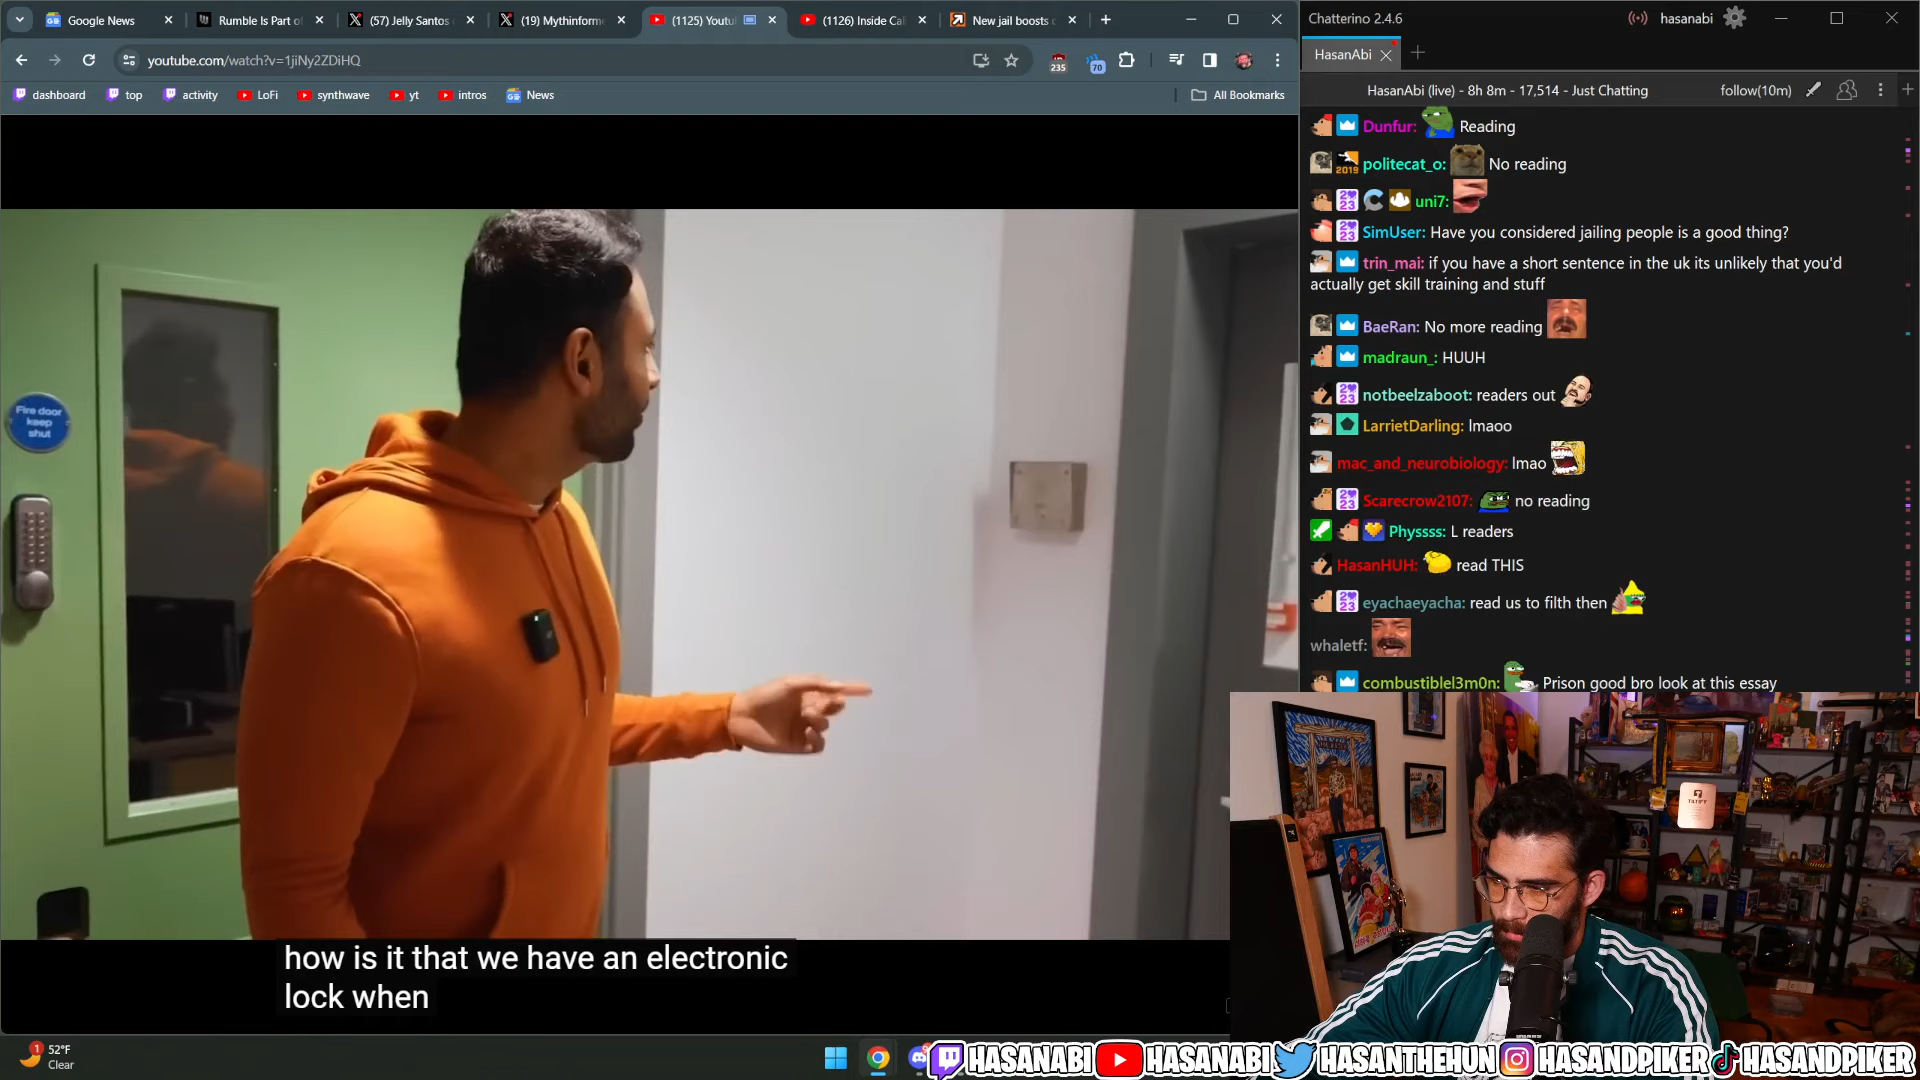 Google News
Rumble Is Part of
(57) Jelly Santos
(19) Mythinform
(1125) Youtu
(1126) Inside Cal
New jail boosts
youtube.com/watch?v=1jiNy2ZDiHQ
235
70
dashboard
top
activity
LoFi
synthwave
yt
intros
News
All Bookmarks
Fire door
keep
shut
how is it that we have an electronic
lock when
1
52°F
Clear
Chatterino 2.4.6
hasanabi
HasanAbi
HasanAbi (live) - 8h 8m - 17,514 - Just Chatting
follow(10m)
Dunfur: Reading
2019 politecat_o: No reading
uni7:
SimUser: Have you considered jailing people is a good thing?
trin_mai: if you have a short sentence in the uk its unlikely that you'd
actually get skill training and stuff
BaeRan: No more reading
madraun_: HUUH
notbeelzaboot: readers out
LarrietDarling: lmaoo
mac_and_neurobiology: lmao
Scarecrow2107: no reading
Physsss: L readers
HasanHUH: read THIS
eyachaeyacha: read us to filth then
whaletf:
combustiblel3m0n: Prison good bro look at this essay
HASANABI HASANABI HASANTHEHUN HASANDPIKER HASANDPIKER